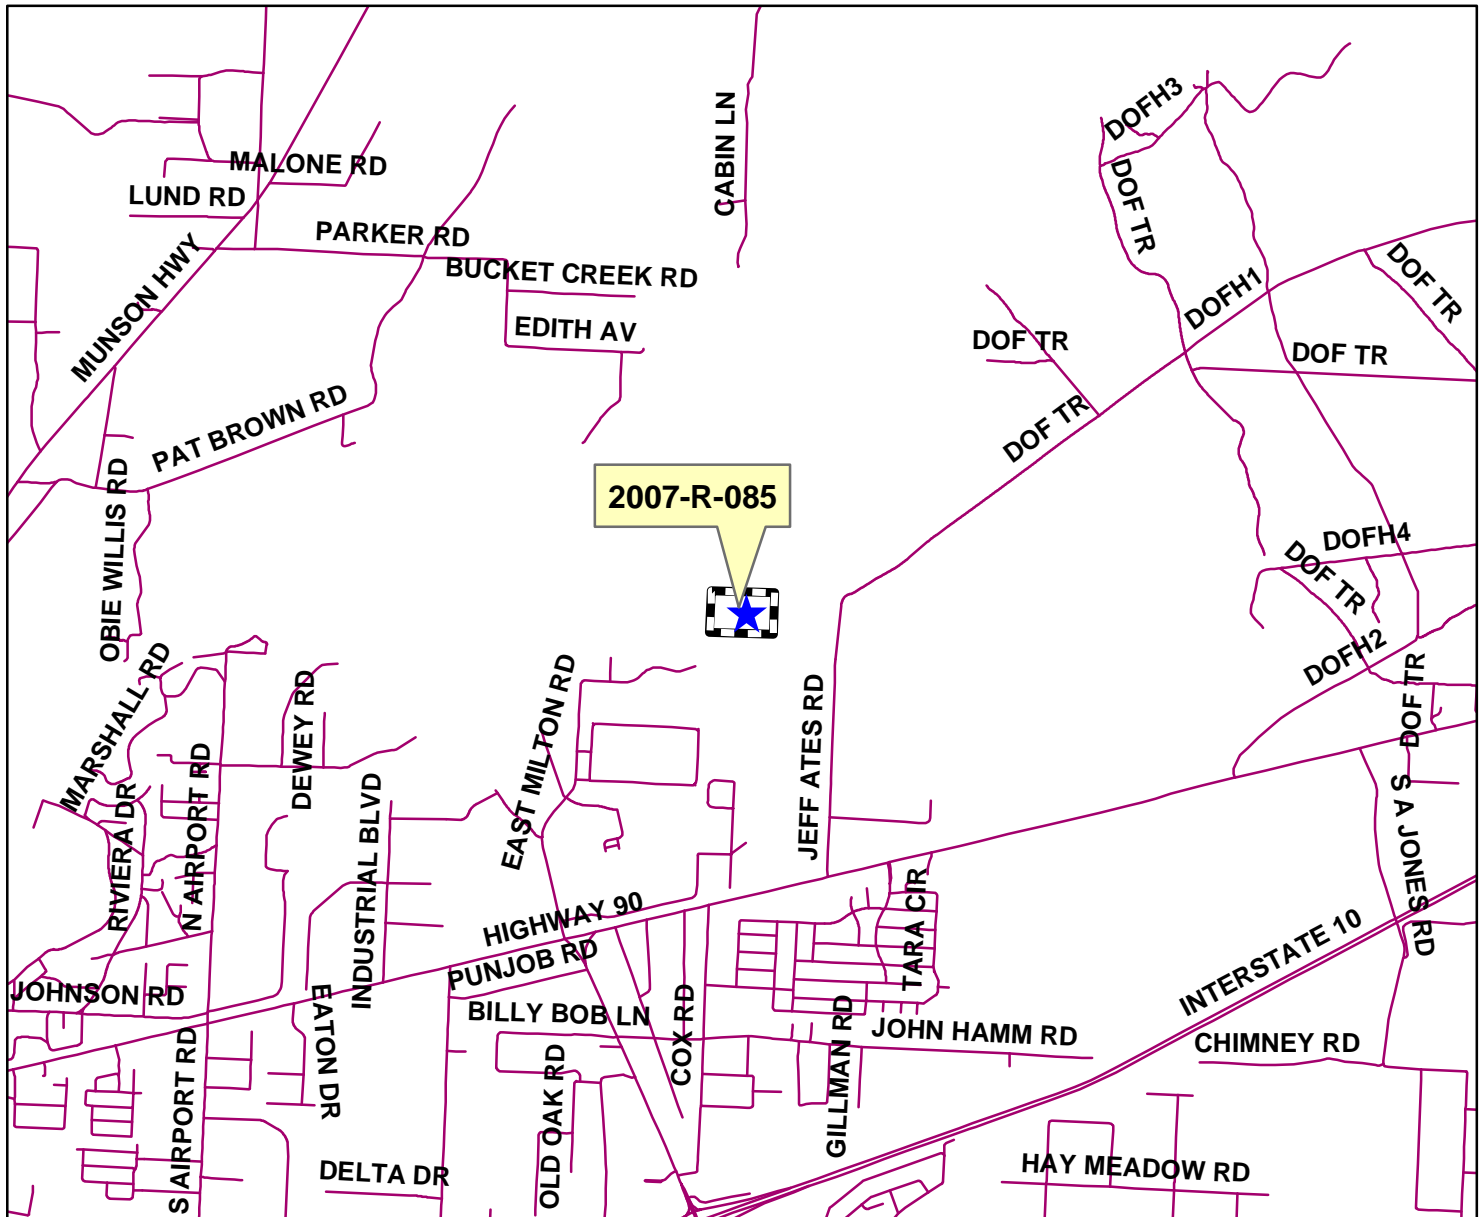 DOFH3
CABIN LN
MALONE RD
LUND RD
DOF TR
PARKER RD
BUCKET CREEK RD
MUNSON HWY
DOFH1
DOF TR
EDITH AV
DOF TR
DOF TR
PAT BROWN RD
DOF TR
2007-R-085
OBIE WILLIS RD
DOFH4
DOF TR
DOFH2
MARSHALL RD
DEWEY RD
EAST MILTON RD
JEFF ATES RD
DOF TR
N AIRPORT RD
RIVIERA DR
INDUSTRIAL BLVD
S A JONES RD
TARA CIR
HIGHWAY 90
PUNJOB RD
INTERSTATE 10
JOHNSON RD
EATON DR
BILLY BOB LN
COX RD
GILLMAN RD
JOHN HAMM RD
CHIMNEY RD
S AIRPORT RD
OLD OAK RD
DELTA DR
HAY MEADOW RD